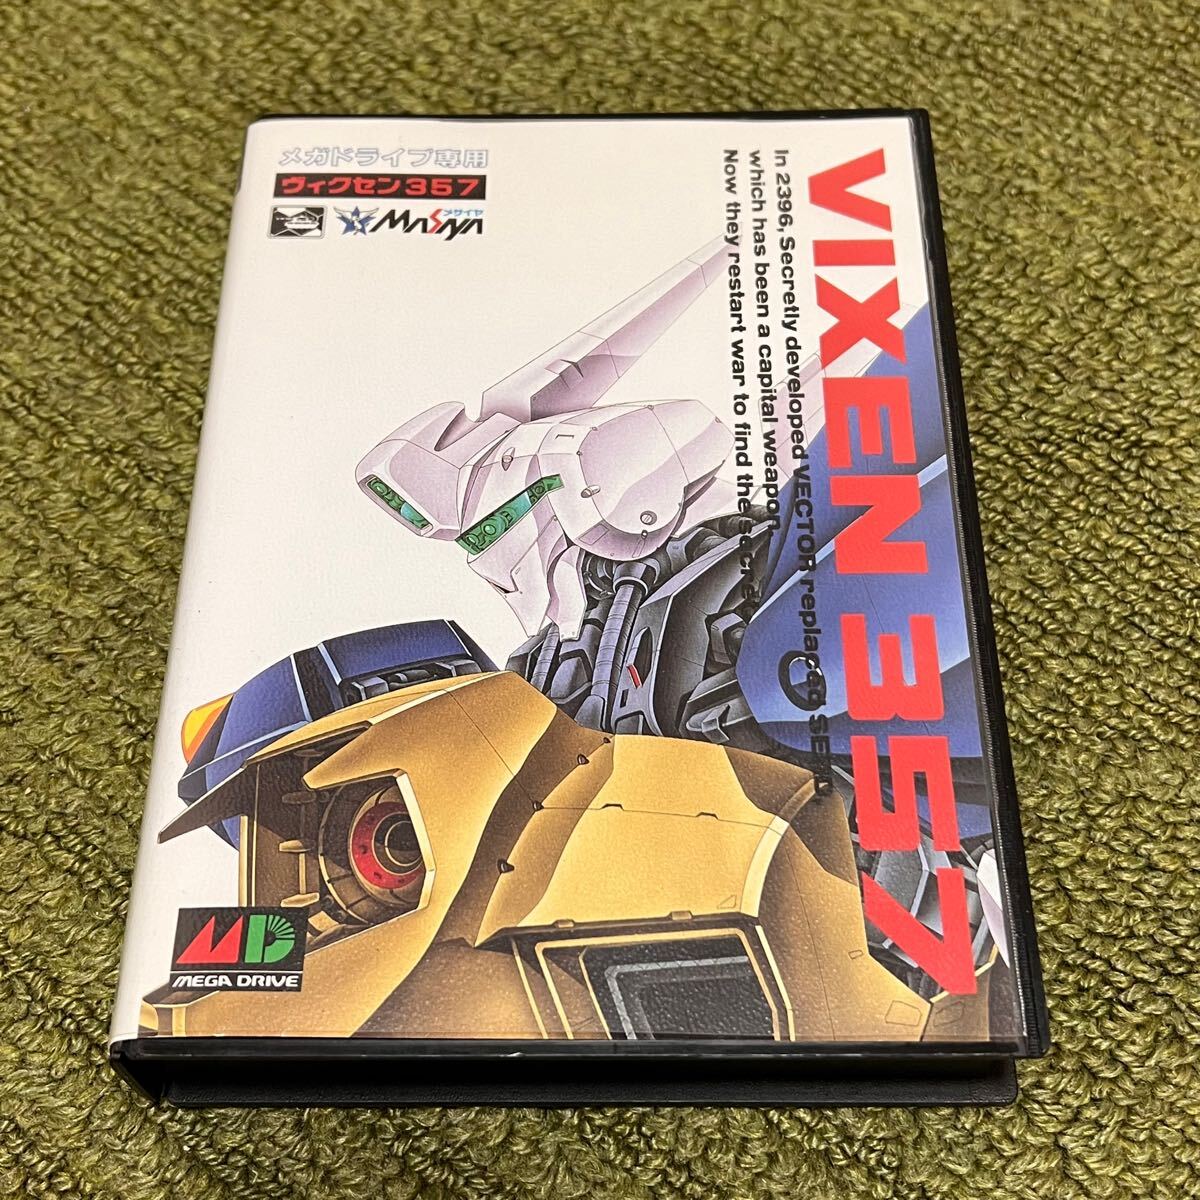 メガドライブ専用
ヴィクセン357
メサイヤ
MASAYA
VIXEN 357
In 2396, Secretly developed VECTOR replaced SEED,
which has been a capital weapon.
Now they restart war to find the secret
MD
MEGA DRIVE